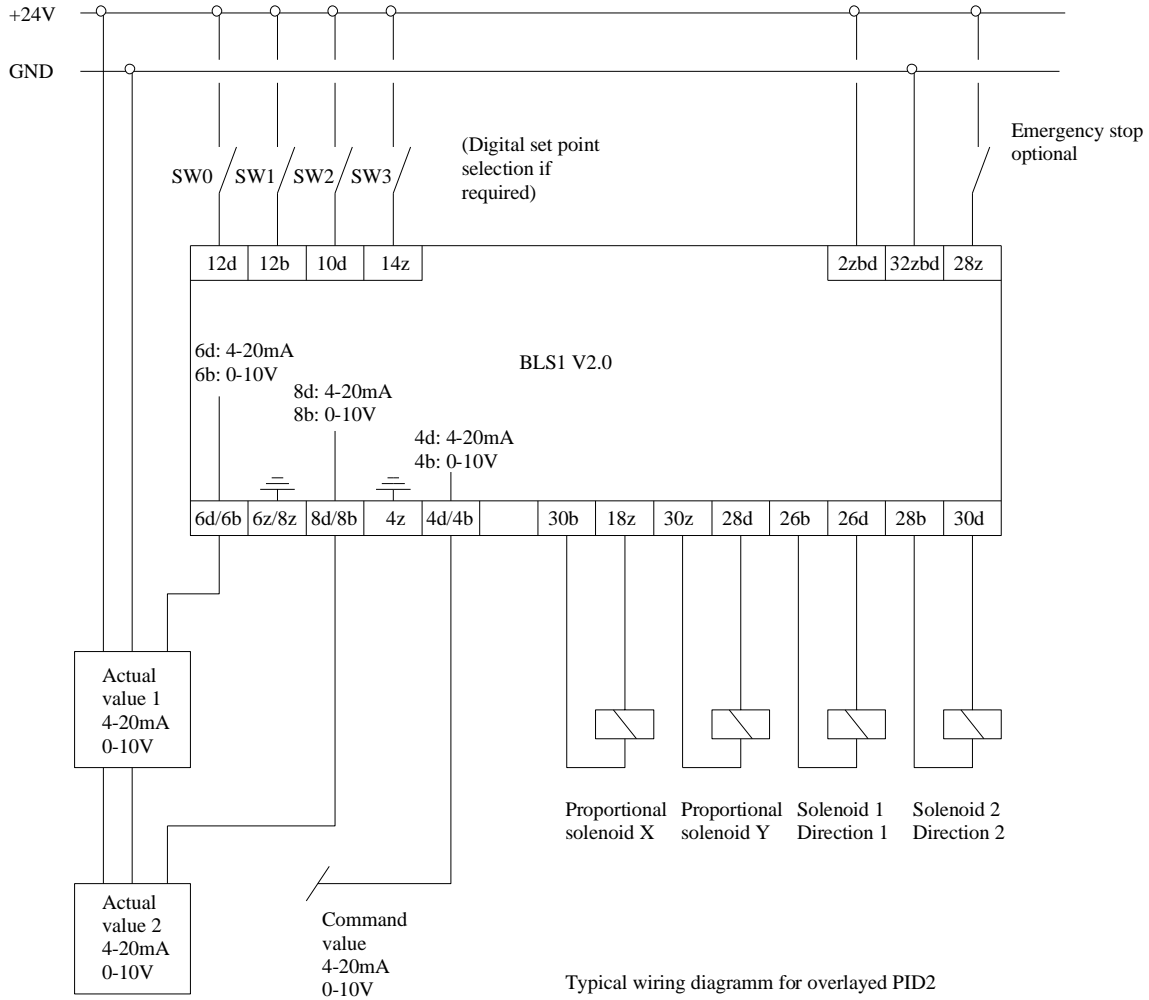 +24V
GND
Emergency stop
optional
(Digital set point
selection if
required)
SW0 SW1 SW2 SW3
12d 12b 10d 14z 2zbd 32zbd 28z
6d: 4-20mA
6b: 0-10V
BLS1 V2.0
8d: 4-20mA
8b: 0-10V
4d: 4-20mA
4b: 0-10V
6d/6b 6z/8z 8d/8b 4z 4d/4b 30b 18z 30z 28d 26b 26d 28b 30d
Actual
value 1
4-20mA
0-10V
Proportional
solenoid X
Proportional
solenoid Y
Solenoid 1
Direction 1
Solenoid 2
Direction 2
Actual
value 2
4-20mA
0-10V
Command
value
4-20mA
0-10V
Typical wiring diagramm for overlayed PID2